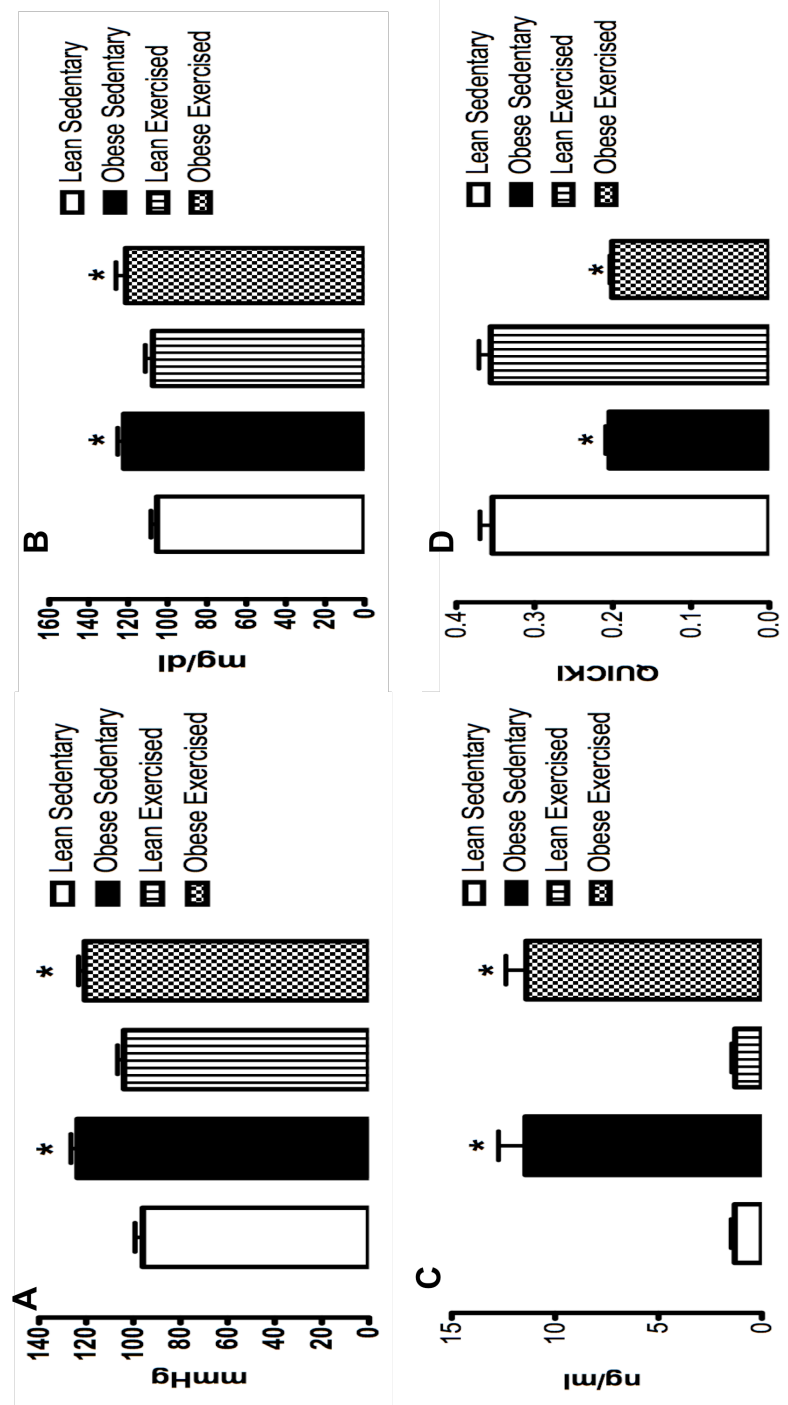 A
mmHg
140
120
100
80
60
40
20
0
*
*
Lean Sedentary
Obese Sedentary
Lean Exercised
Obese Exercised
B
mg/dl
160
140
120
100
80
60
40
20
0
*
*
Lean Sedentary
Obese Sedentary
Lean Exercised
Obese Exercised
C
ng/ml
15
10
5
0
*
*
Lean Sedentary
Obese Sedentary
Lean Exercised
Obese Exercised
D
QUICKI
0.4
0.3
0.2
0.1
0.0
*
*
Lean Sedentary
Obese Sedentary
Lean Exercised
Obese Exercised